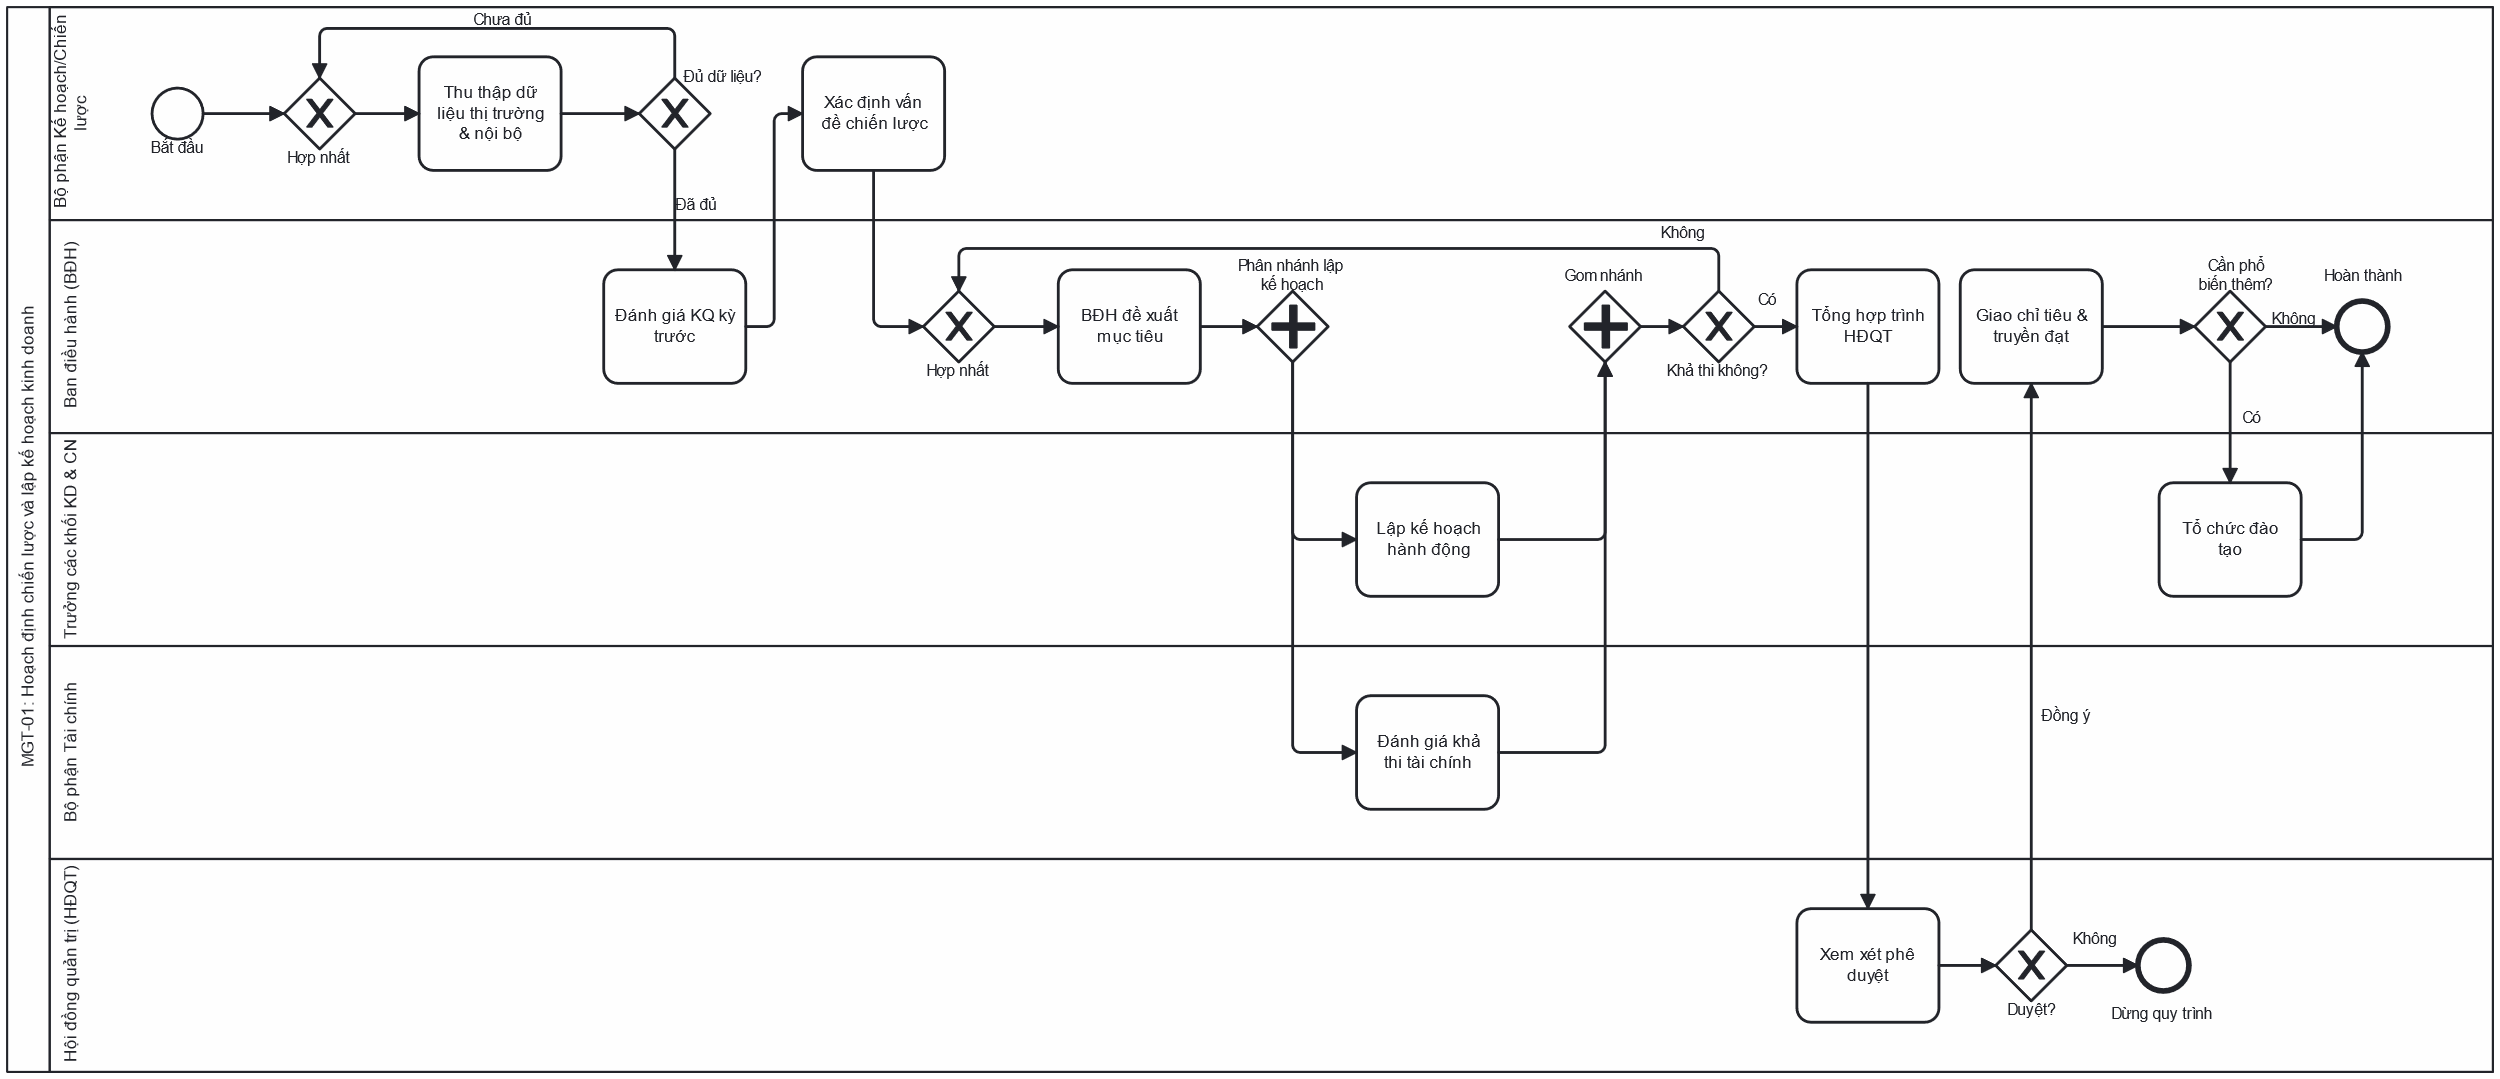 MGT-01: Hoạch định chiến lược và lập kế hoạch kinh doanh
Bộ phận Kế hoạch/Chiến
lược
Chưa đủ
Bắt đầu
Hợp nhất
Thu thập dữ
liệu thị trường
& nội bộ
Đủ dữ liệu?
Đã đủ
Xác định vấn
đề chiến lược
Ban điều hành (BĐH)
Đánh giá KQ kỳ
trước
Hợp nhất
BĐH đề xuất
mục tiêu
Phân nhánh lập
kế hoạch
Gom nhánh
Không
Khả thi không?
Có
Tổng hợp trình
HĐQT
Giao chỉ tiêu &
truyền đạt
Cần phổ
biến thêm?
Không
Hoàn thành
Có
Trưởng các khối KD & CN
Lập kế hoạch
hành động
Tổ chức đào
tạo
Bộ phận Tài chính
Đánh giá khả
thi tài chính
Đồng ý
Hội đồng quản trị (HĐQT)
Xem xét phê
duyệt
Duyệt?
Không
Dừng quy trình